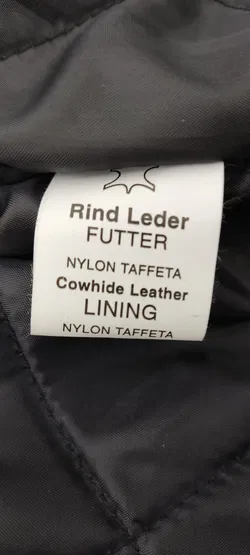 Rind Leder
FUTTER
NYLON TAFFETA
Cowhide Leather
LINING
NYLON TAFFETA